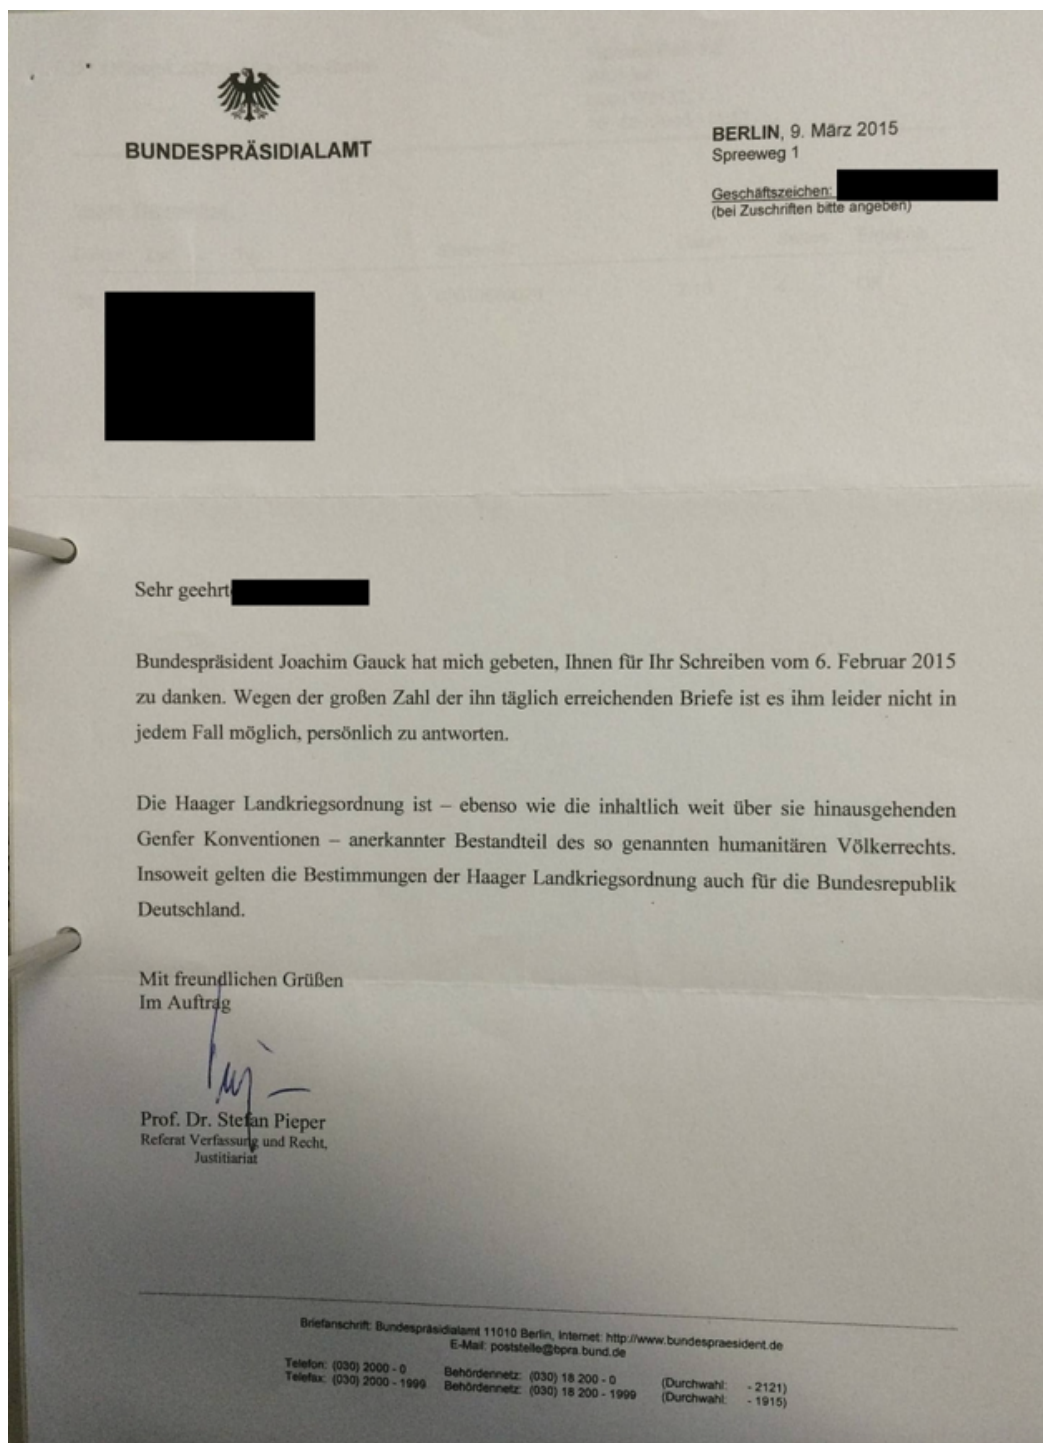 BUNDESPRÄSIDIALAMT
BERLIN, 9. März 2015
Spreeweg 1
Geschäftszeichen:
(bei Zuschriften bitte angeben)
Sehr geehrt
Bundespräsident Joachim Gauck hat mich gebeten, Ihnen für Ihr Schreiben vom 6. Februar 2015
zu danken. Wegen der großen Zahl der ihn täglich erreichenden Briefe ist es ihm leider nicht in
jedem Fall möglich, persönlich zu antworten.
Die Haager Landkriegsordnung ist – ebenso wie die inhaltlich weit über sie hinausgehenden
Genfer Konventionen – anerkannter Bestandteil des so genannten humanitären Völkerrechts.
Insoweit gelten die Bestimmungen der Haager Landkriegsordnung auch für die Bundesrepublik
Deutschland.
Mit freundlichen Grüßen
Im Auftrag
Prof. Dr. Stefan Pieper
Referat Verfassung und Recht,
Justitiariat
Briefanschrift: Bundespräsidialamt 11010 Berlin, Internet: http://www.bundespraesident.de
E-Mail: poststelle@bpra.bund.de
Telefon: (030) 2000 - 0 Behördennetz: (030) 18 200 - 0 (Durchwahl: - 2121)
Telefax: (030) 2000 - 1999 Behördennetz: (030) 18 200 - 1999 (Durchwahl: - 1915)